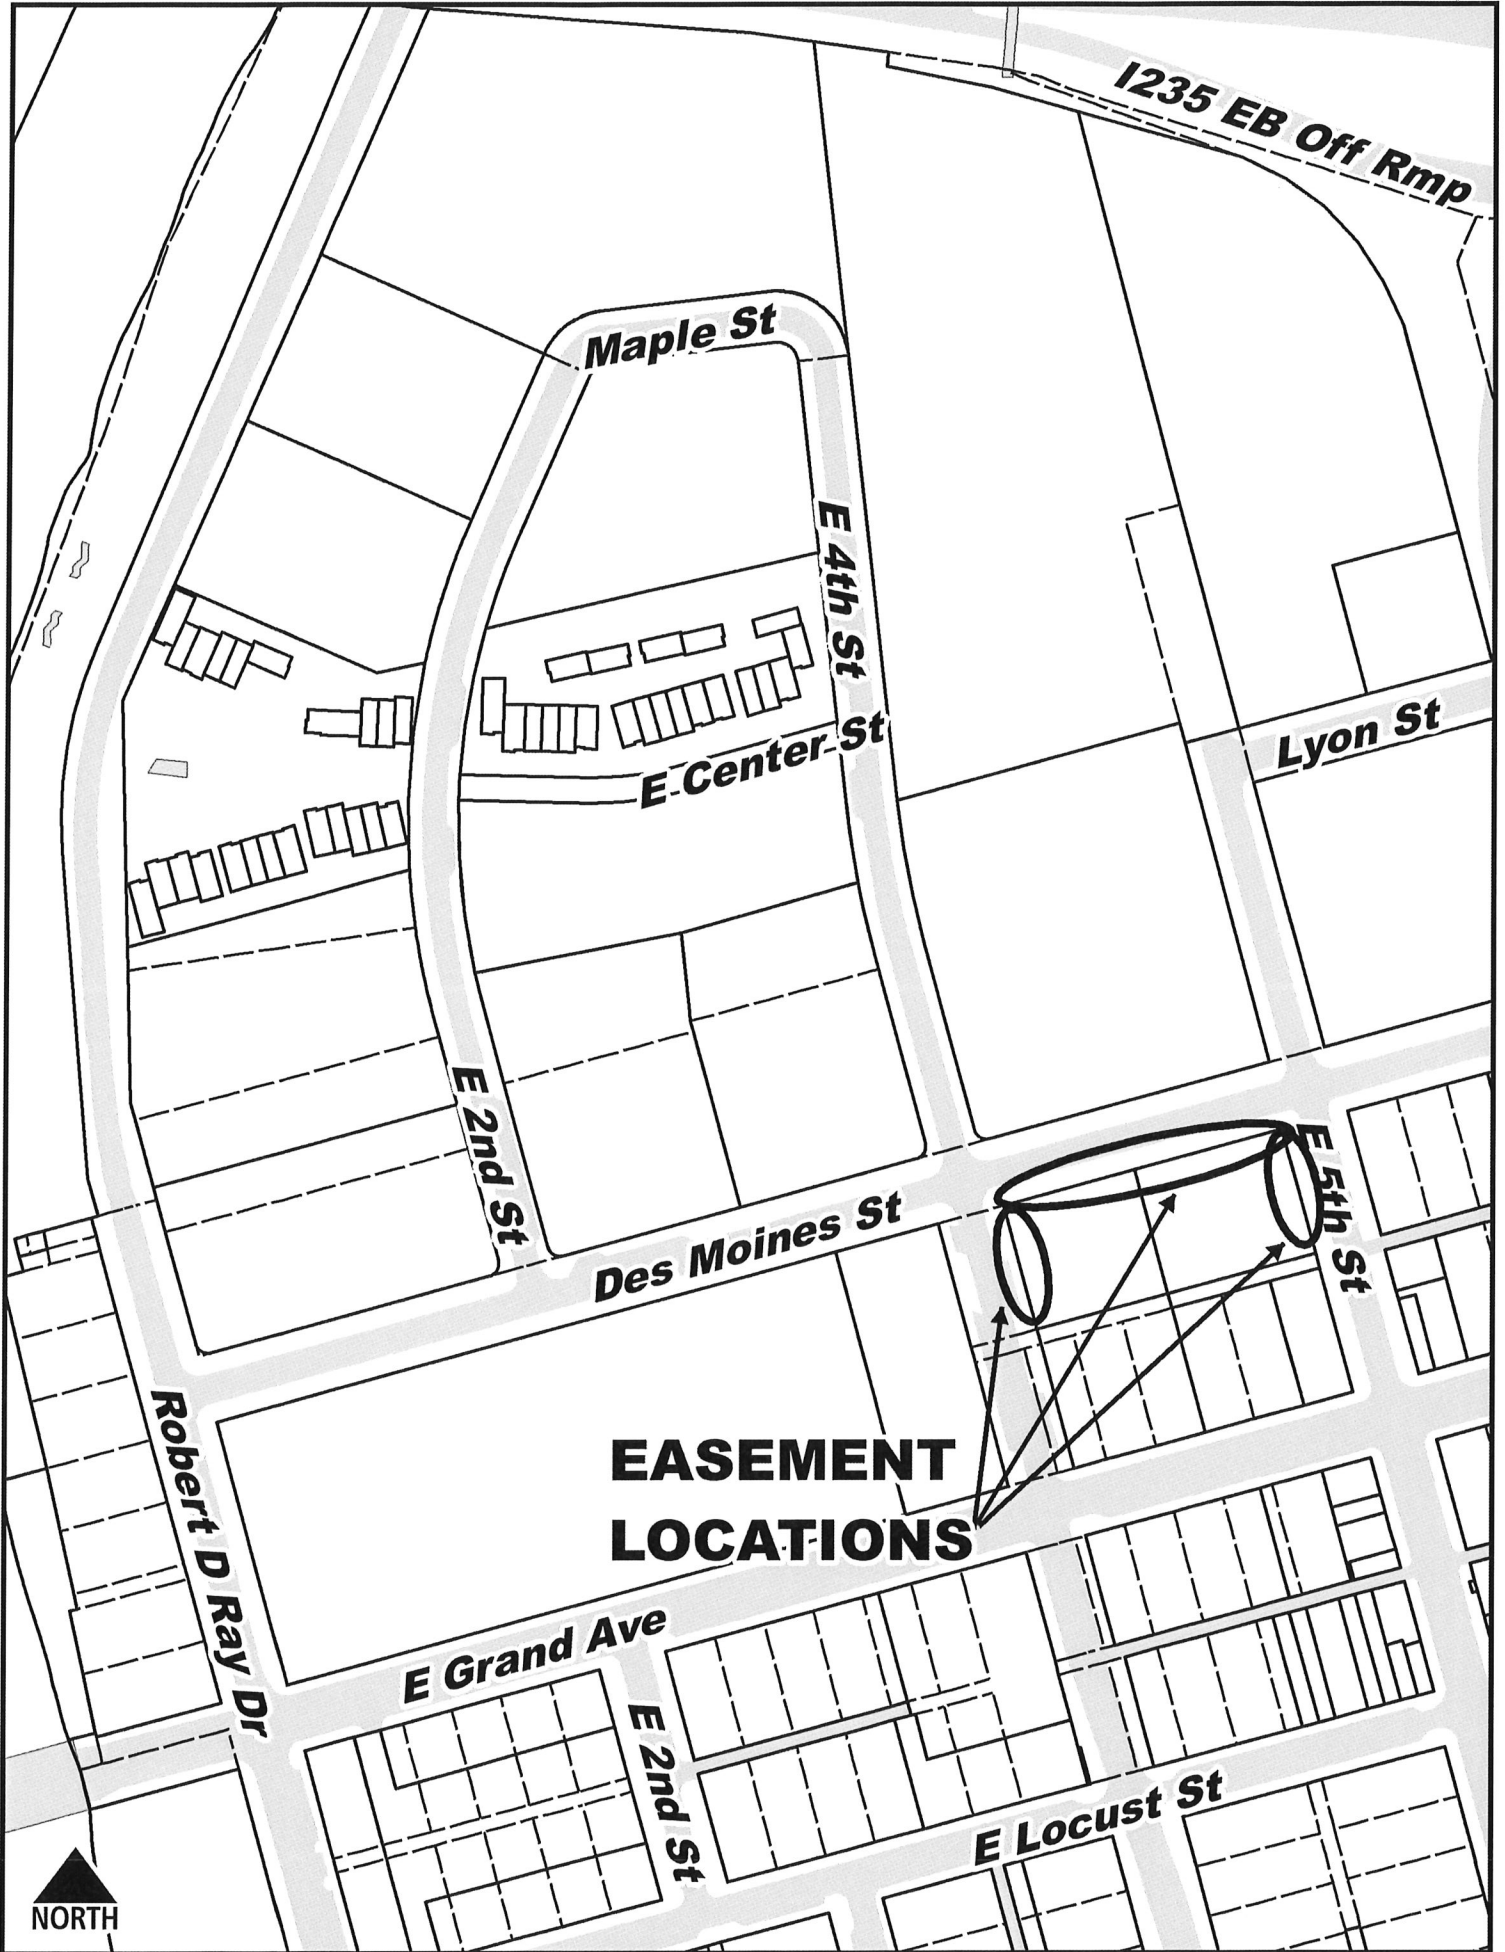 I235 EB Off Rmp
Maple St
E 4th St
E Center St
Lyon St
E 2nd St
E 5th St
Des Moines St
EASEMENT
LOCATIONS
Robert D Ray Dr
E Grand Ave
E 2nd St
E Locust St
NORTH